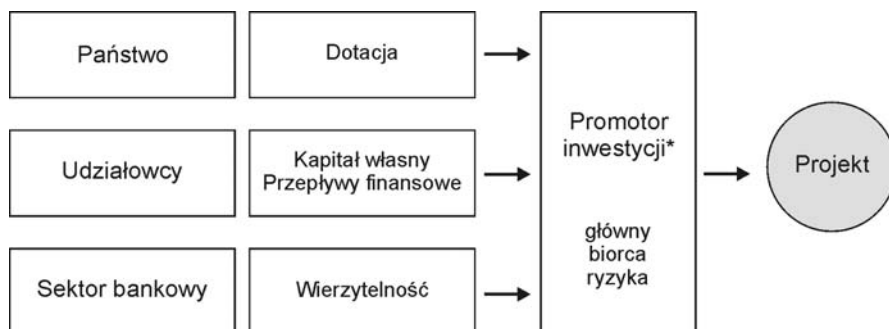 Państwo
Dotacja
Udziałowcy
Kapitał własny
Przepływy finansowe
Sektor bankowy
Wierzytelność
Promotor
inwestycji*
główny
biorca
ryzyka
Projekt